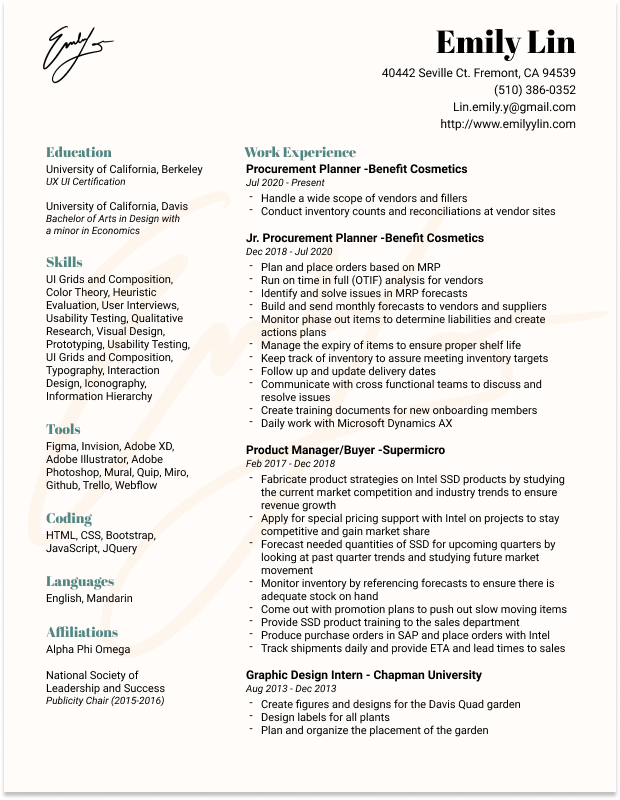 Emily
Emily Lin
40442 Seville Ct. Fremont, CA 94539
(510) 386-0352
Lin.emily.y@gmail.com
http://www.emilyylin.com
Education
University of California, Berkeley
UX UI Certification
University of California, Davis
Bachelor of Arts in Design with
a minor in Economics
Skills
UI Grids and Composition,
Color Theory, Heuristic
Evaluation, User Interviews,
Usability Testing, Qualitative
Research, Visual Design,
Prototyping, Usability Testing,
UI Grids and Composition,
Typography, Interaction
Design, Iconography,
Information Hierarchy
Tools
Figma, Invision, Adobe XD,
Adobe Illustrator, Adobe
Photoshop, Mural, Quip, Miro,
Github, Trello, Webflow
Coding
HTML, CSS, Bootstrap,
JavaScript, JQuery
Languages
English, Mandarin
Affiliations
Alpha Phi Omega
National Society of
Leadership and Success
Publicity Chair (2015-2016)
Work Experience
Procurement Planner -Benefit Cosmetics
Jul 2020 - Present
- Handle a wide scope of vendors and fillers
- Conduct inventory counts and reconciliations at vendor sites
Jr. Procurement Planner -Benefit Cosmetics
Dec 2018 - Jul 2020
- Plan and place orders based on MRP
- Run on time in full (OTIF) analysis for vendors
- Identify and solve issues in MRP forecasts
- Build and send monthly forecasts to vendors and suppliers
- Monitor phase out items to determine liabilities and create
actions plans
- Manage the expiry of items to ensure proper shelf life
- Keep track of inventory to assure meeting inventory targets
- Follow up and update delivery dates
- Communicate with cross functional teams to discuss and
resolve issues
- Create training documents for new onboarding members
- Daily work with Microsoft Dynamics AX
Product Manager/Buyer -Supermicro
Feb 2017 - Dec 2018
- Fabricate product strategies on Intel SSD products by studying
the current market competition and industry trends to ensure
revenue growth
- Apply for special pricing support with Intel on projects to stay
competitive and gain market share
- Forecast needed quantities of SSD for upcoming quarters by
looking at past quarter trends and studying future market
movement
- Monitor inventory by referencing forecasts to ensure there is
adequate stock on hand
- Come out with promotion plans to push out slow moving items
- Provide SSD product training to the sales department
- Produce purchase orders in SAP and place orders with Intel
- Track shipments daily and provide ETA and lead times to sales
Graphic Design Intern - Chapman University
Aug 2013 - Dec 2013
- Create figures and designs for the Davis Quad garden
- Design labels for all plants
- Plan and organize the placement of the garden